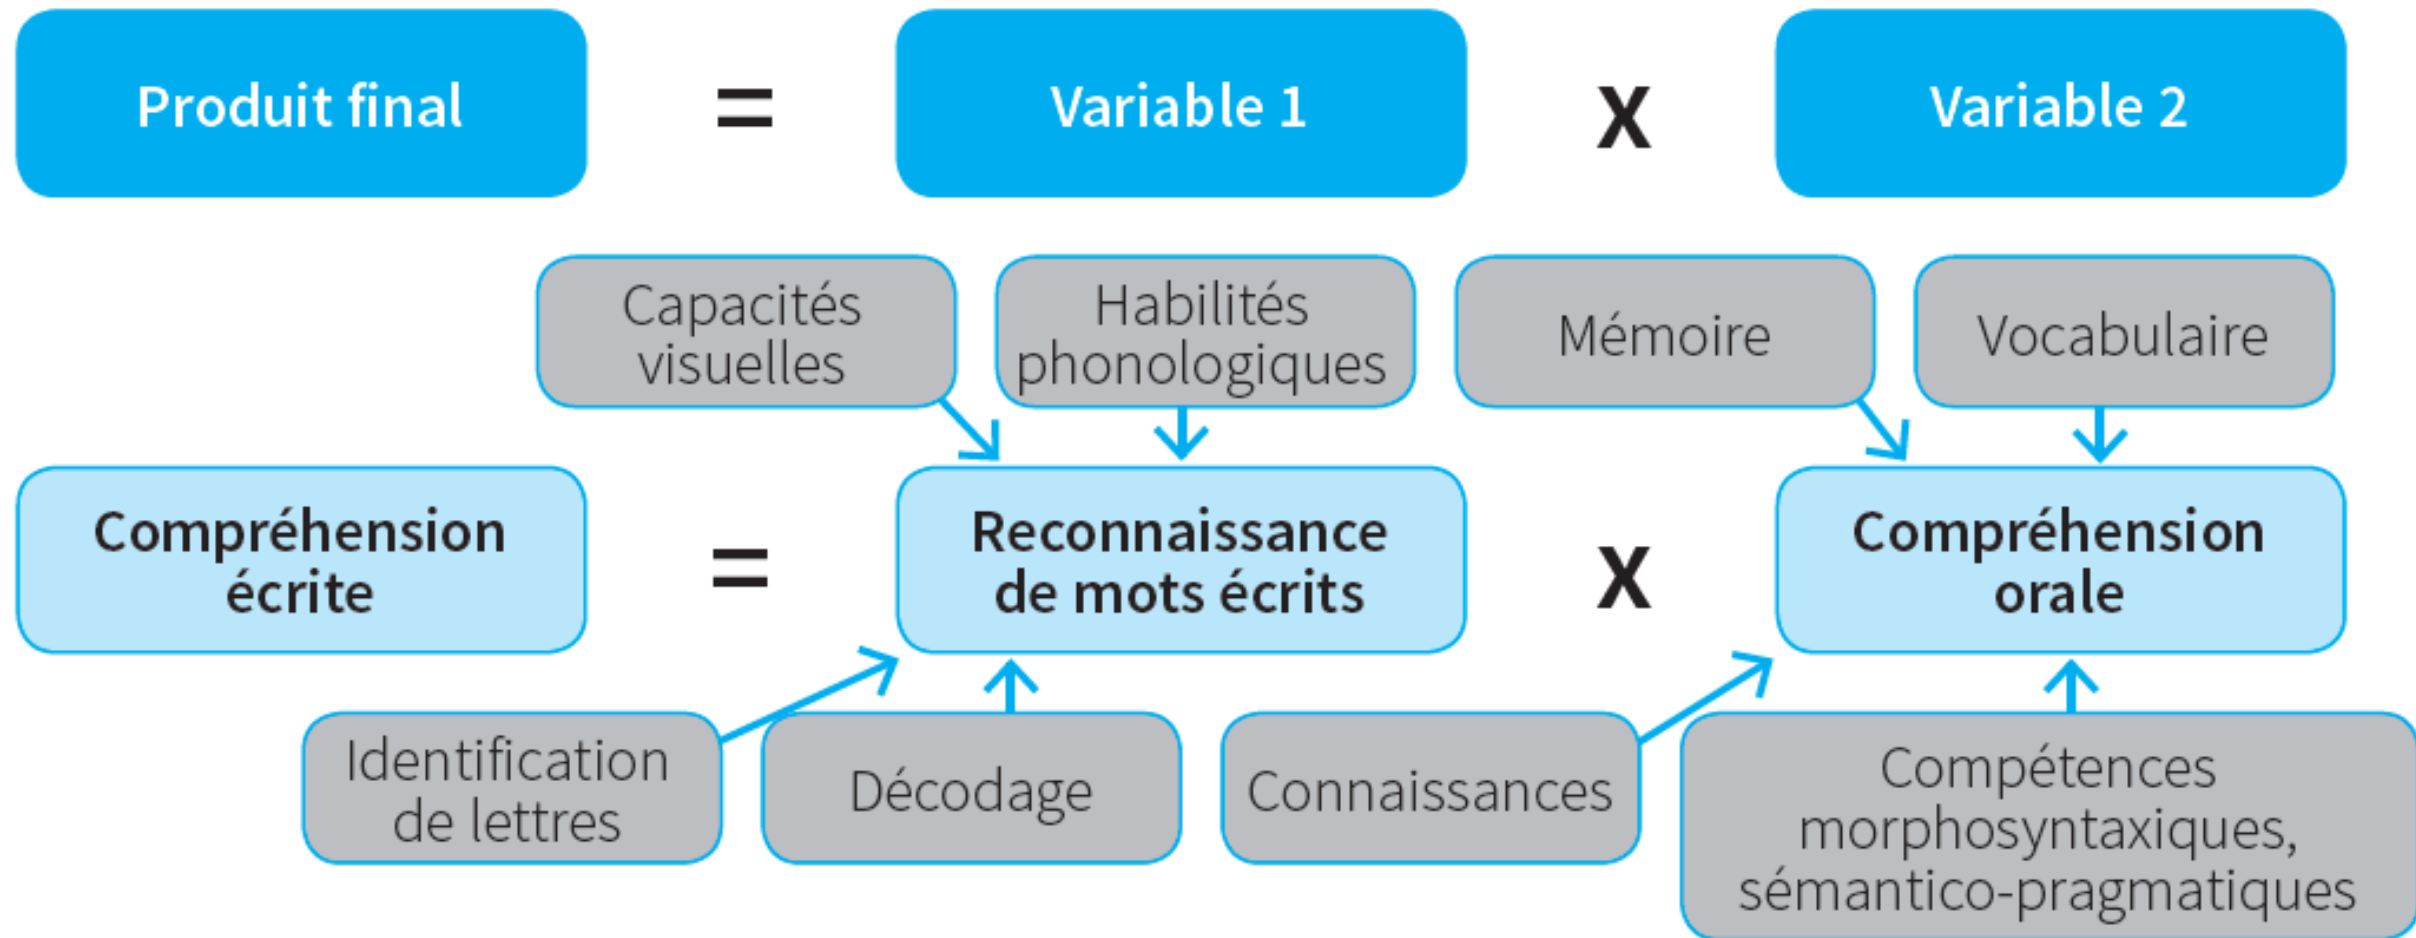 Produit final = Variable 1 x Variable 2
Capacités
visuelles
Habilités
phonologiques
Mémoire
Vocabulaire
Compréhension
écrite
=
Reconnaissance
de mots écrits
x
Compréhension
orale
Identification
de lettres
Décodage
Connaissances
Compétences
morphosyntaxiques,
sémantico-pragmatiques